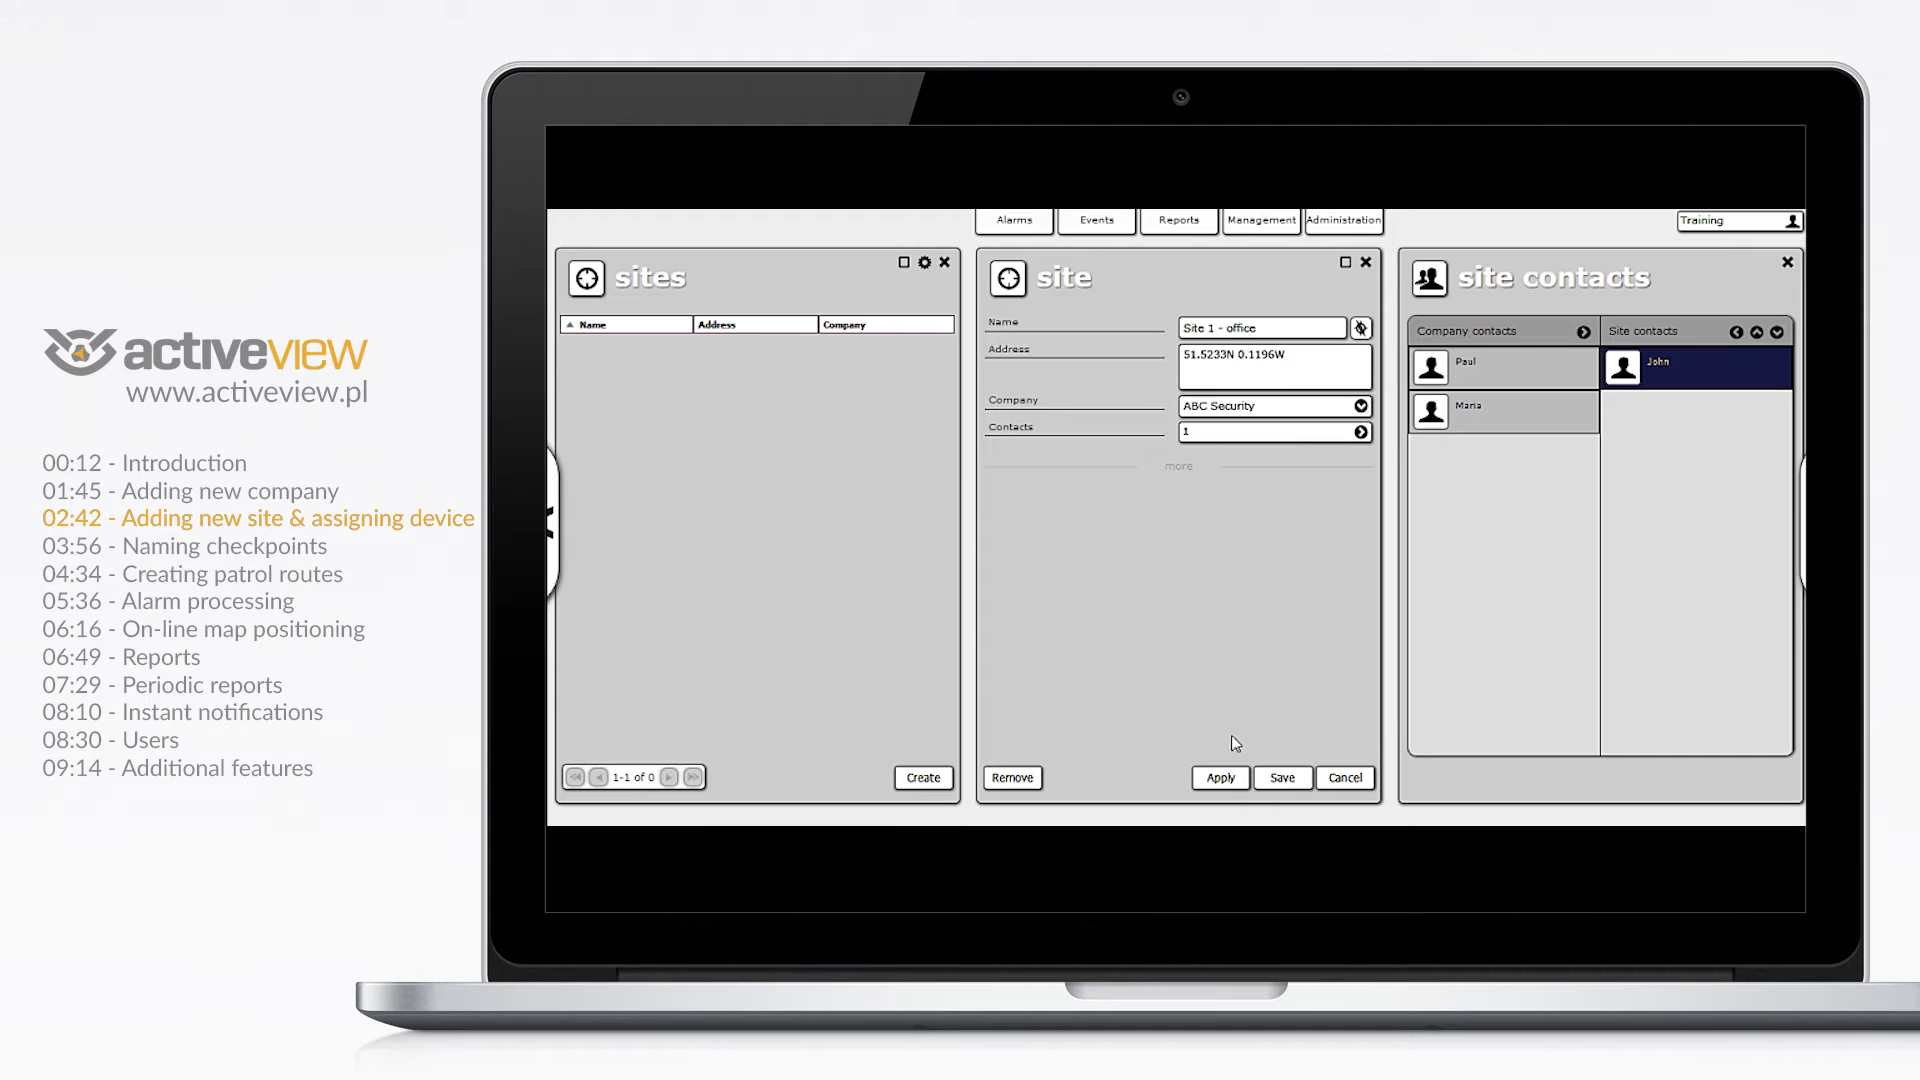 activeview
www.activeview.pl
00:12 - Introduction
01:45 - Adding new company
02:42 - Adding new site & assigning device
03:56 - Naming checkpoints
04:34 - Creating patrol routes
05:36 - Alarm processing
06:16 - On-line map positioning
06:49 - Reports
07:29 - Periodic reports
08:10 - Instant notifications
08:30 - Users
09:14 - Additional features
Alarms Events Reports Management Administration
Training
sites
Name Address Company
1-1 of 0
Create
site
Name Site 1 - office
Address 51.5233N 0.1196W
Company ABC Security
Contacts 1
more
Remove Apply Save Cancel
site contacts
Company contacts Site contacts
Paul John
Maria